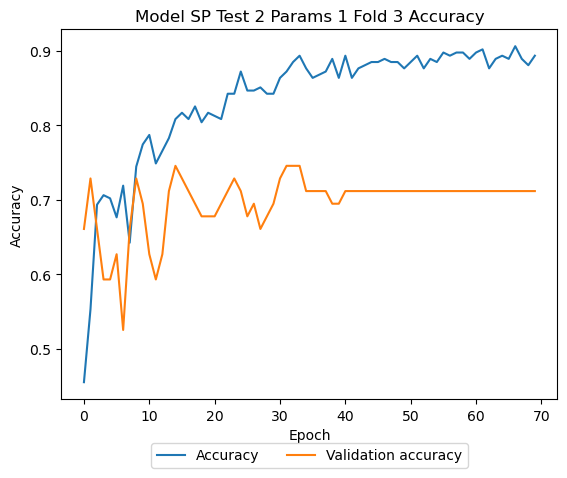 Model SP Test 2 Params 1 Fold 3 Accuracy
0.9
0.8
0.7
0.6
0.5
Accuracy
0 10 20 30 40 50 60 70
Epoch
Accuracy Validation accuracy